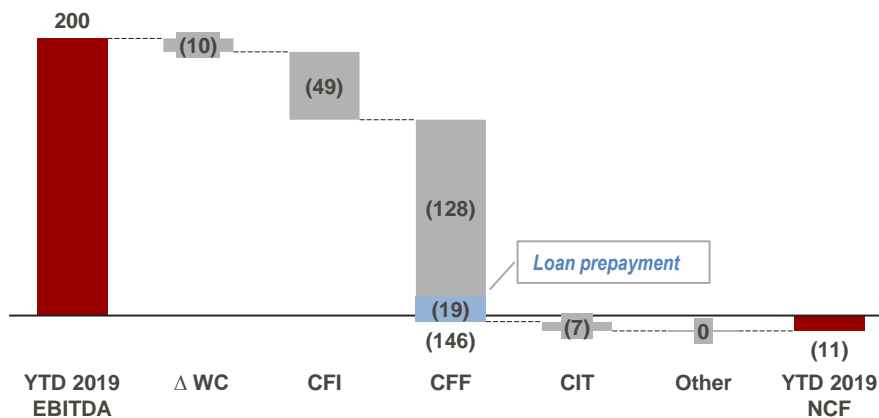 200
(10)
(49)
(128)
Loan prepayment
(19)
(146)
(7)
0
(11)
YTD 2019
EBITDA
Δ WC
CFI
CFF
CIT
Other
YTD 2019
NCF